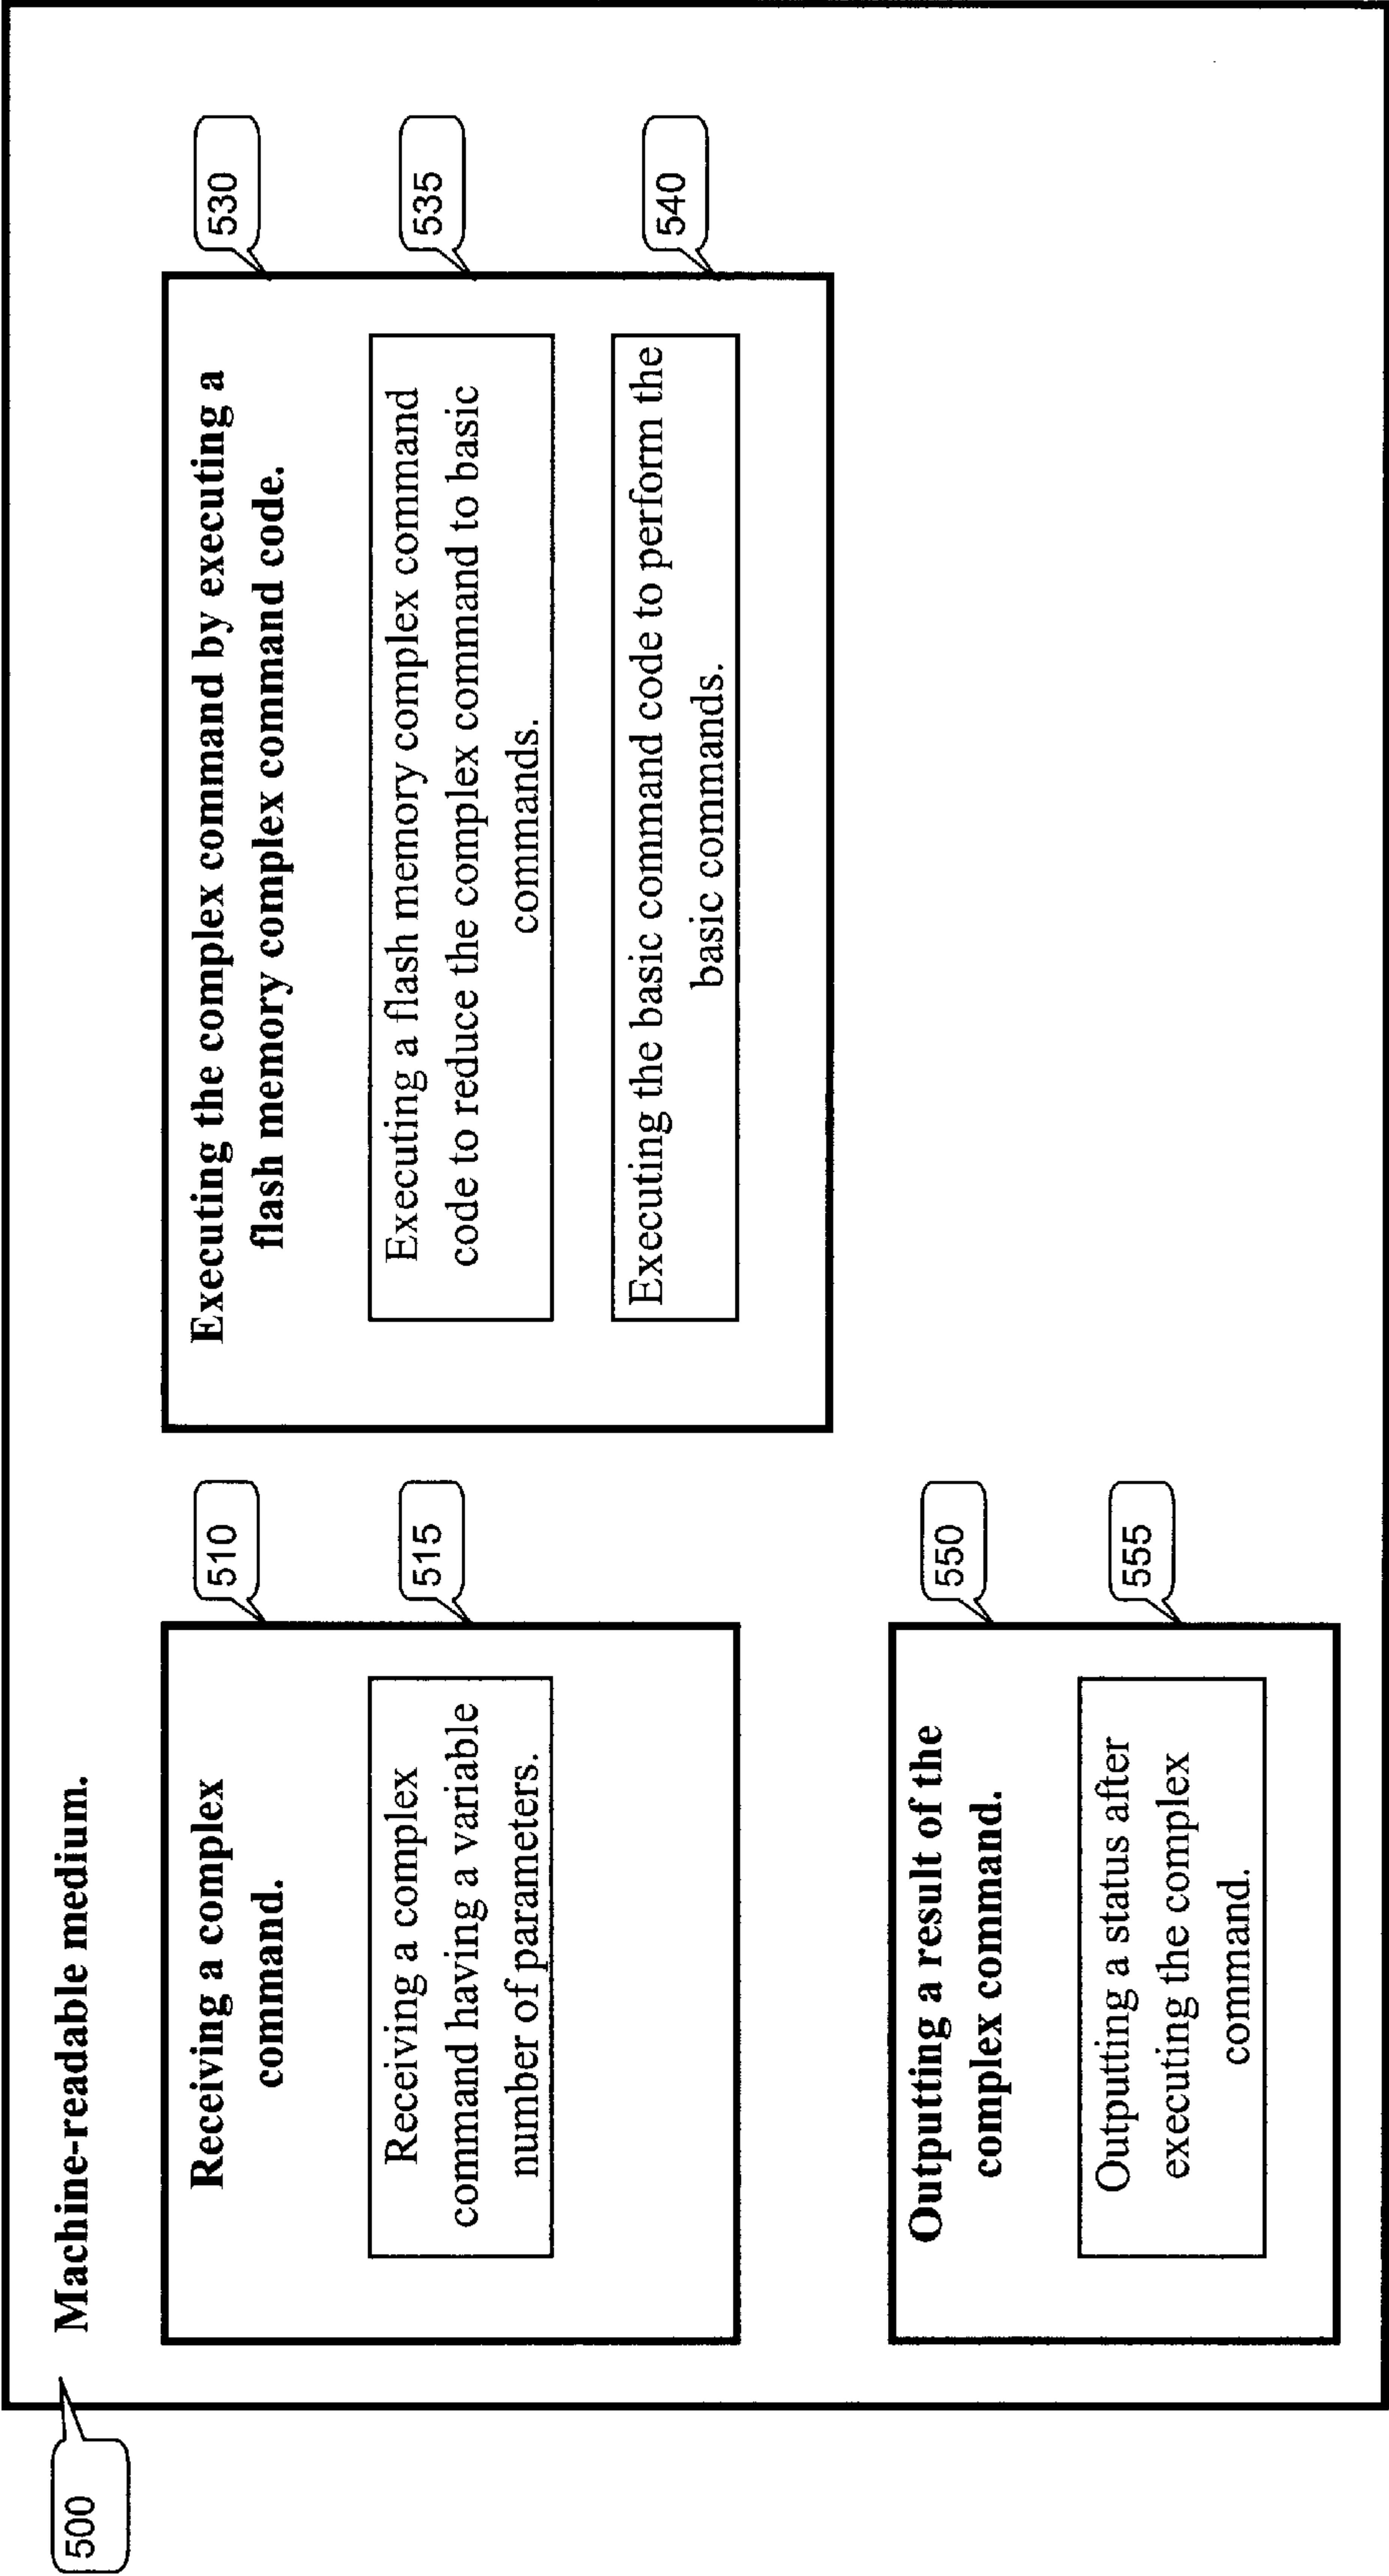 500
Machine-readable medium.
510
Receiving a complex
command.
515
Receiving a complex
command having a variable
number of parameters.
530
Executing the complex command by executing a
flash memory complex command code.
535
Executing a flash memory complex command
code to reduce the complex command to basic
commands.
540
Executing the basic command code to perform the
basic commands.
550
Outputting a result of the
complex command.
555
Outputting a status after
executing the complex
command.